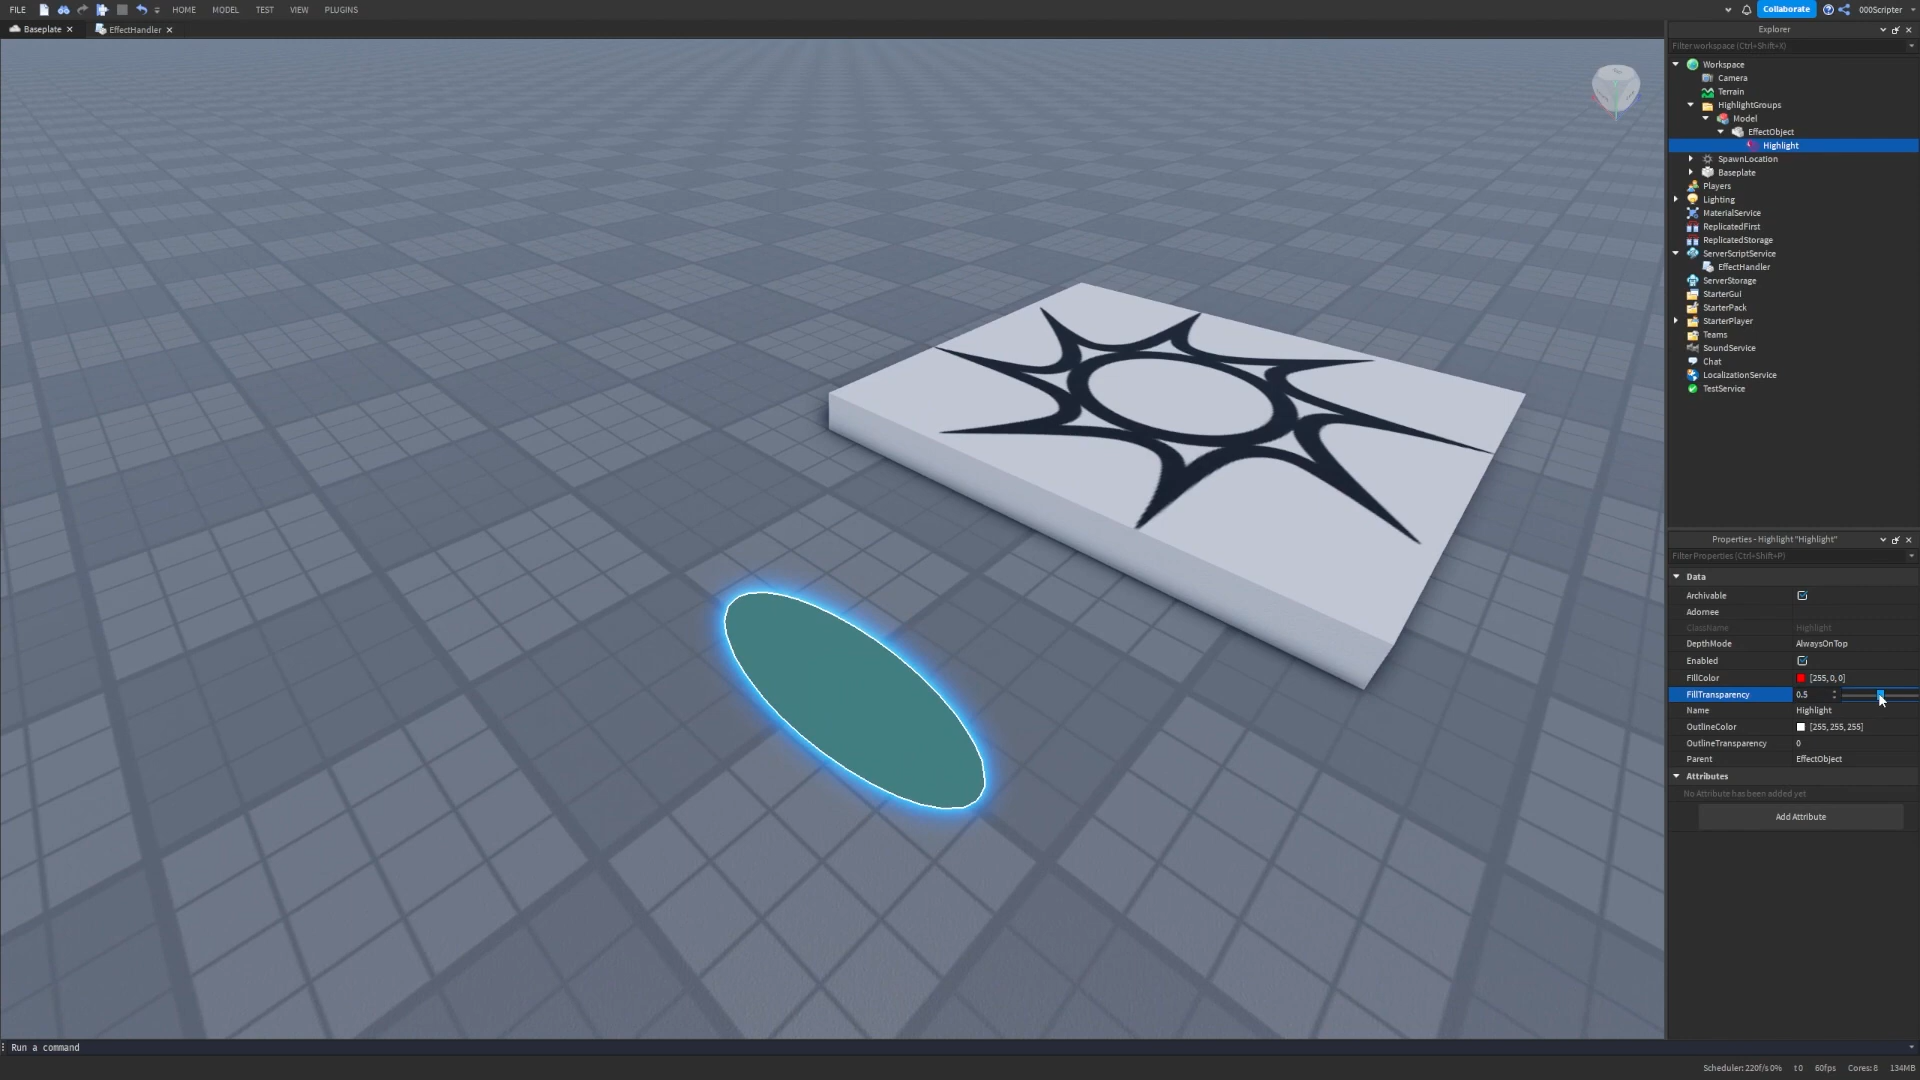 FILE HOME MODEL TEST VIEW PLUGINS Collaborate 000Scripter
Baseplate EffectHandler
Explorer
Filter workspace (Ctrl+Shift+X)
Workspace
Camera
Terrain
HighlightGroups
Model
EffectObject
Highlight
SpawnLocation
Baseplate
Players
Lighting
MaterialService
ReplicatedFirst
ReplicatedStorage
ServerScriptService
EffectHandler
ServerStorage
StarterGui
StarterPack
StarterPlayer
Teams
SoundService
Chat
LocalizationService
TestService
Properties - Highlight "Highlight"
Filter Properties (Ctrl+Shift+P)
Data
Archivable
Adornee
ClassName Highlight
DepthMode AlwaysOnTop
Enabled
FillColor [255, 0, 0]
FillTransparency 0.5
Name Highlight
OutlineColor [255, 255, 255]
OutlineTransparency 0
Parent EffectObject
Attributes
No Attribute has been added yet
Add Attribute
Run a command
Scheduler: 220f/s 0% t 0 60fps Cores: 8 134MB